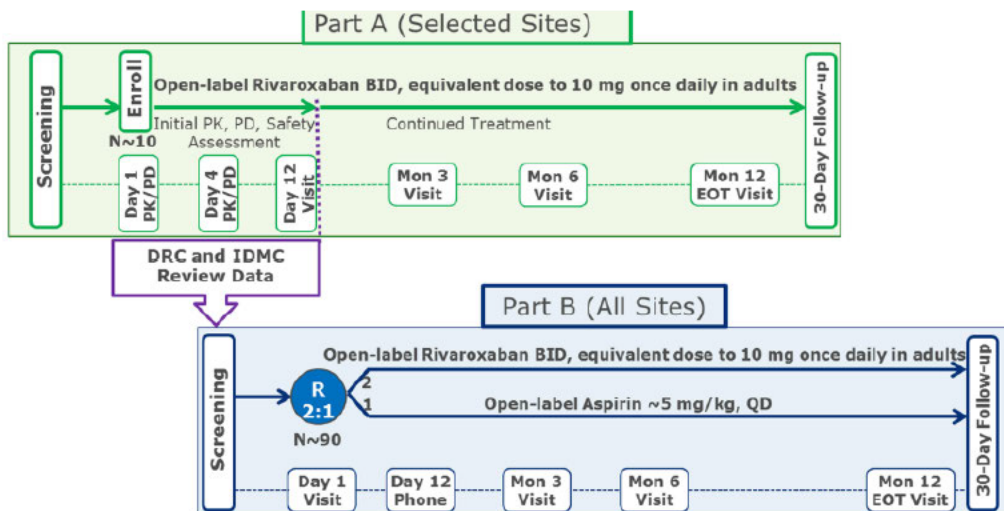 Part A (Selected Sites)
Screening
Enroll
N~10
Open-label Rivaroxaban BID, equivalent dose to 10 mg once daily in adults
Initial PK, PD, Safety
Assessment
Continued Treatment
Day 1
PK/PD
Day 4
PK/PD
Day 12
Visit
Mon 3
Visit
Mon 6
Visit
Mon 12
EOT Visit
30-Day Follow-up
DRC and IDMC
Review Data
Part B (All Sites)
Screening
R
2:1
N~90
Open-label Rivaroxaban BID, equivalent dose to 10 mg once daily in adults
2
1
Open-label Aspirin ~5 mg/kg, QD
Day 1
Visit
Day 12
Phone
Mon 3
Visit
Mon 6
Visit
Mon 12
EOT Visit
30-Day Follow-up